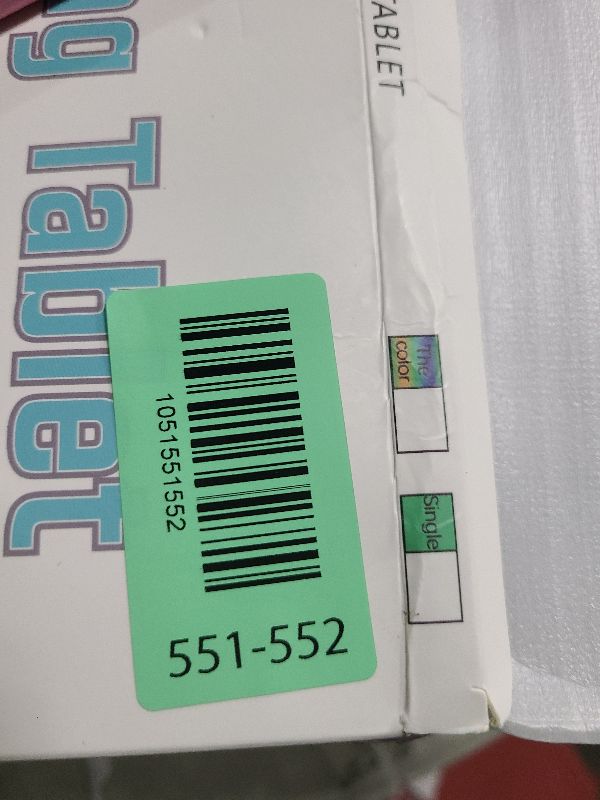 ng Tablet
TABLET
The
color
Single
1051551552
551-552